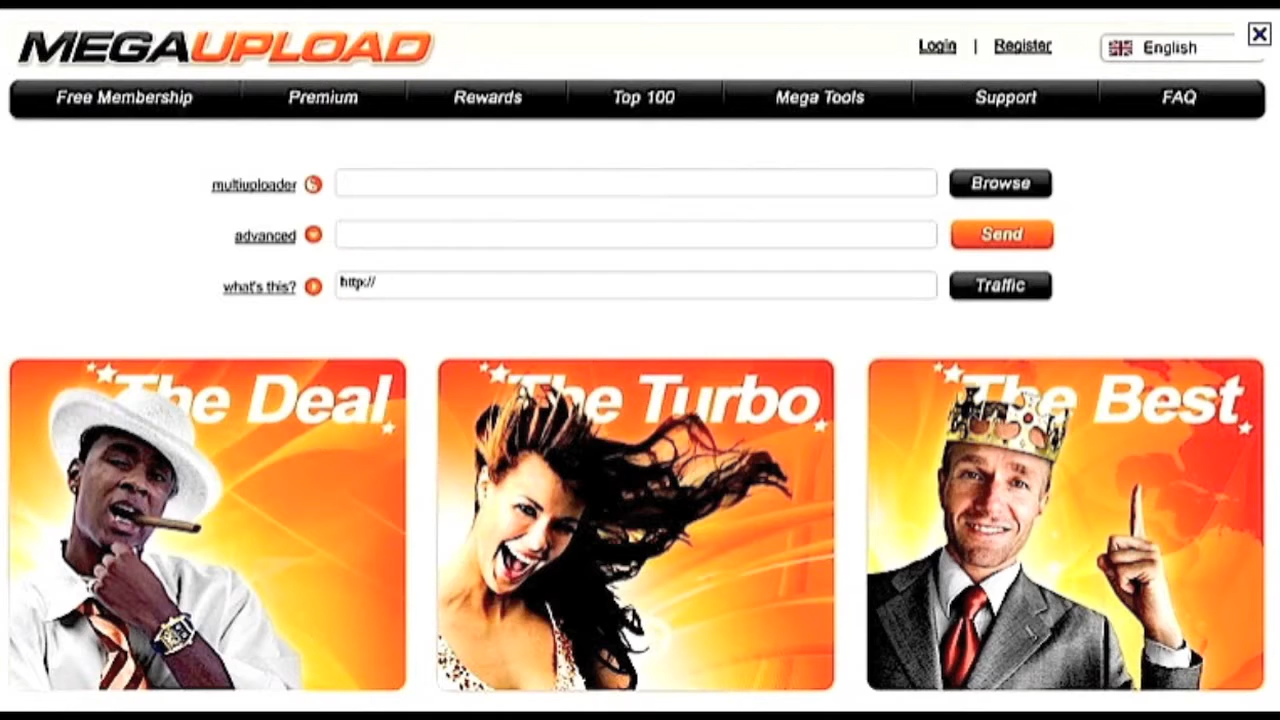 MEGAUPLOAD
Login | Register
English
Free Membership Premium Rewards Top 100 Mega Tools Support FAQ
multiuploader Browse
advanced Send
what's this? http:// Traffic
The Deal
The Turbo
The Best